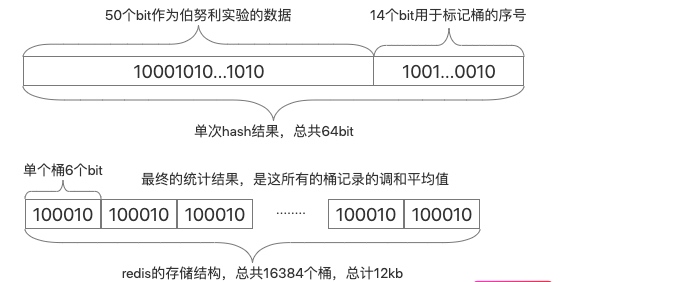 50个bit作为伯努利实验的数据
14个bit用于标记桶的序号
10001010...1010
1001...0010
单次hash结果，总共64bit
单个桶6个bit
最终的统计结果，是这所有的桶记录的调和平均值
100010 100010 100010 ........ 100010 100010
redis的存储结构，总共16384个桶，总计12kb